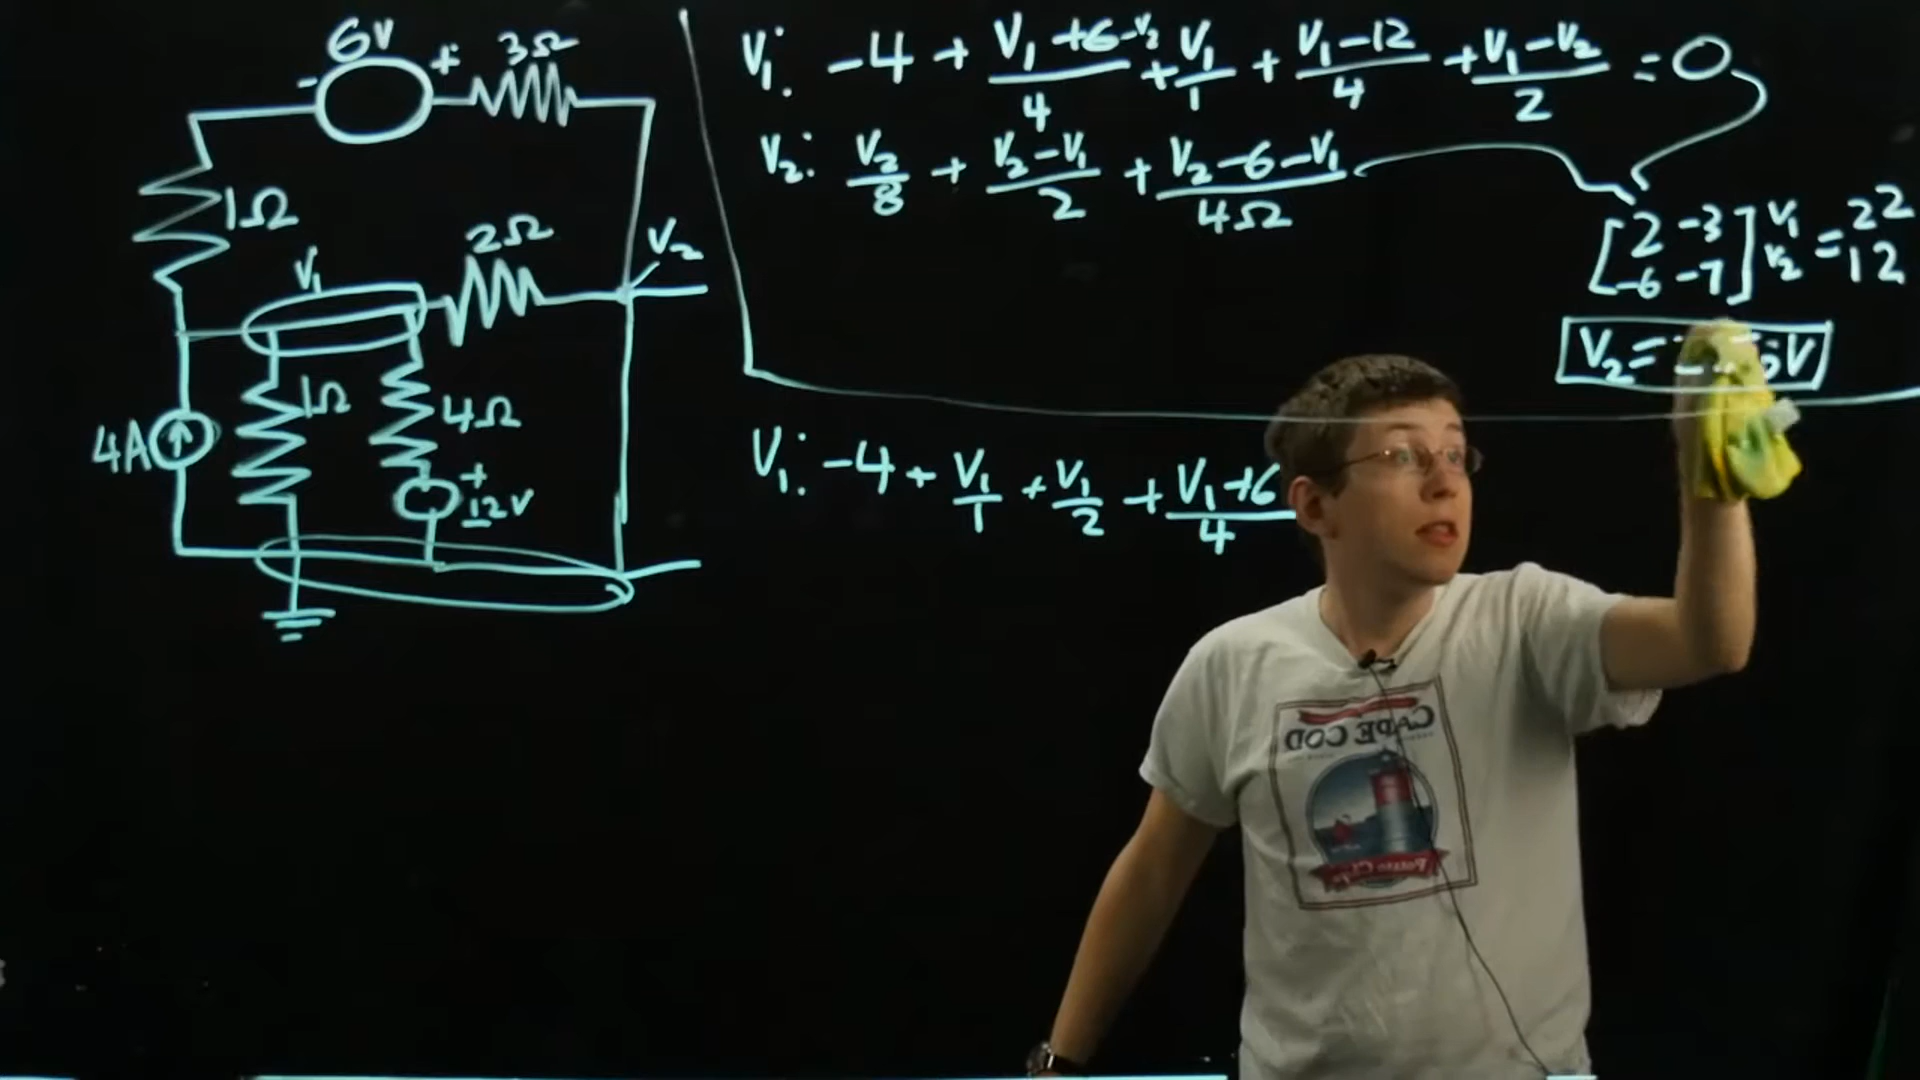 6V
- + 3Ω
1Ω
V₁ 2Ω V₂
4A 1Ω 4Ω
+
12V
-
V₁: -4 + (V₁+6-V₂)/4 + V₁/1 + (V₁-12)/4 + (V₁-V₂)/2 = 0
V₂: V₂/8 + (V₂-V₁)/2 + (V₂-6-V₁)/4Ω
[2 -3] V₁ = 22
[-6 -7] V₂ 12
V₂= V
V₁: -4 + V₁/1 + V₁/2 + (V₁+6)/4
CAPE COD
Potato Chips